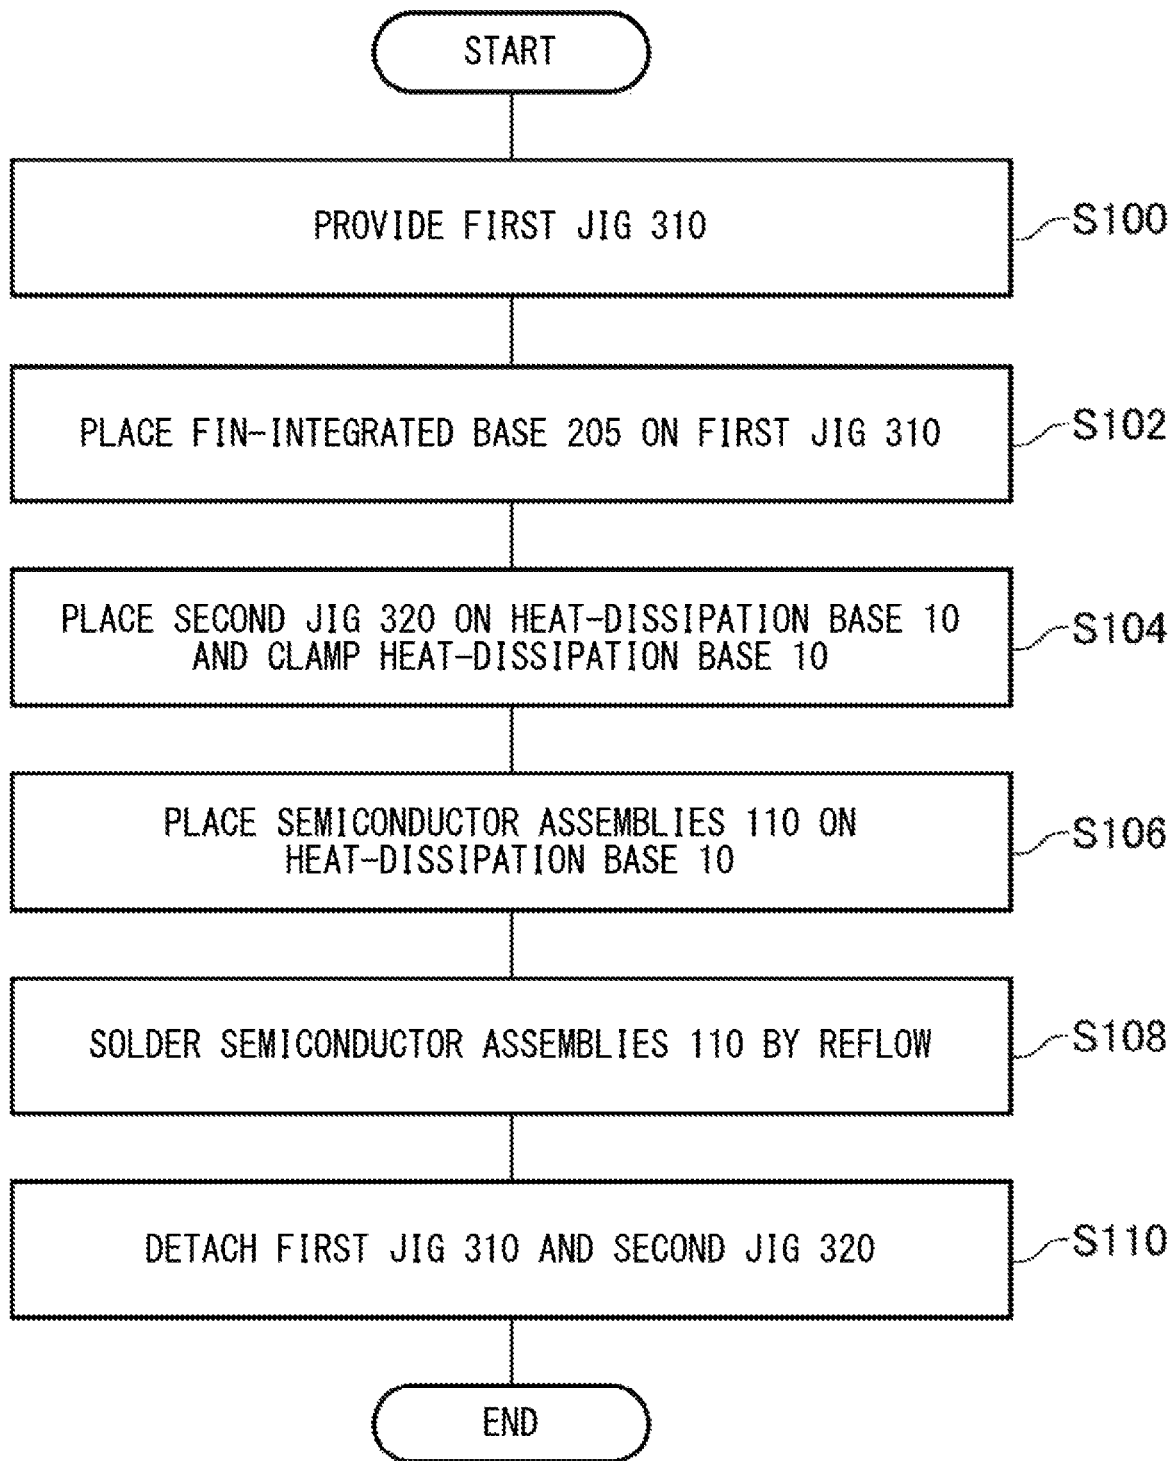 START
PROVIDE FIRST JIG 310
S100
PLACE FIN-INTEGRATED BASE 205 ON FIRST JIG 310
S102
PLACE SECOND JIG 320 ON HEAT-DISSIPATION BASE 10
AND CLAMP HEAT-DISSIPATION BASE 10
S104
PLACE SEMICONDUCTOR ASSEMBLIES 110 ON
HEAT-DISSIPATION BASE 10
S106
SOLDER SEMICONDUCTOR ASSEMBLIES 110 BY REFLOW
S108
DETACH FIRST JIG 310 AND SECOND JIG 320
S110
END